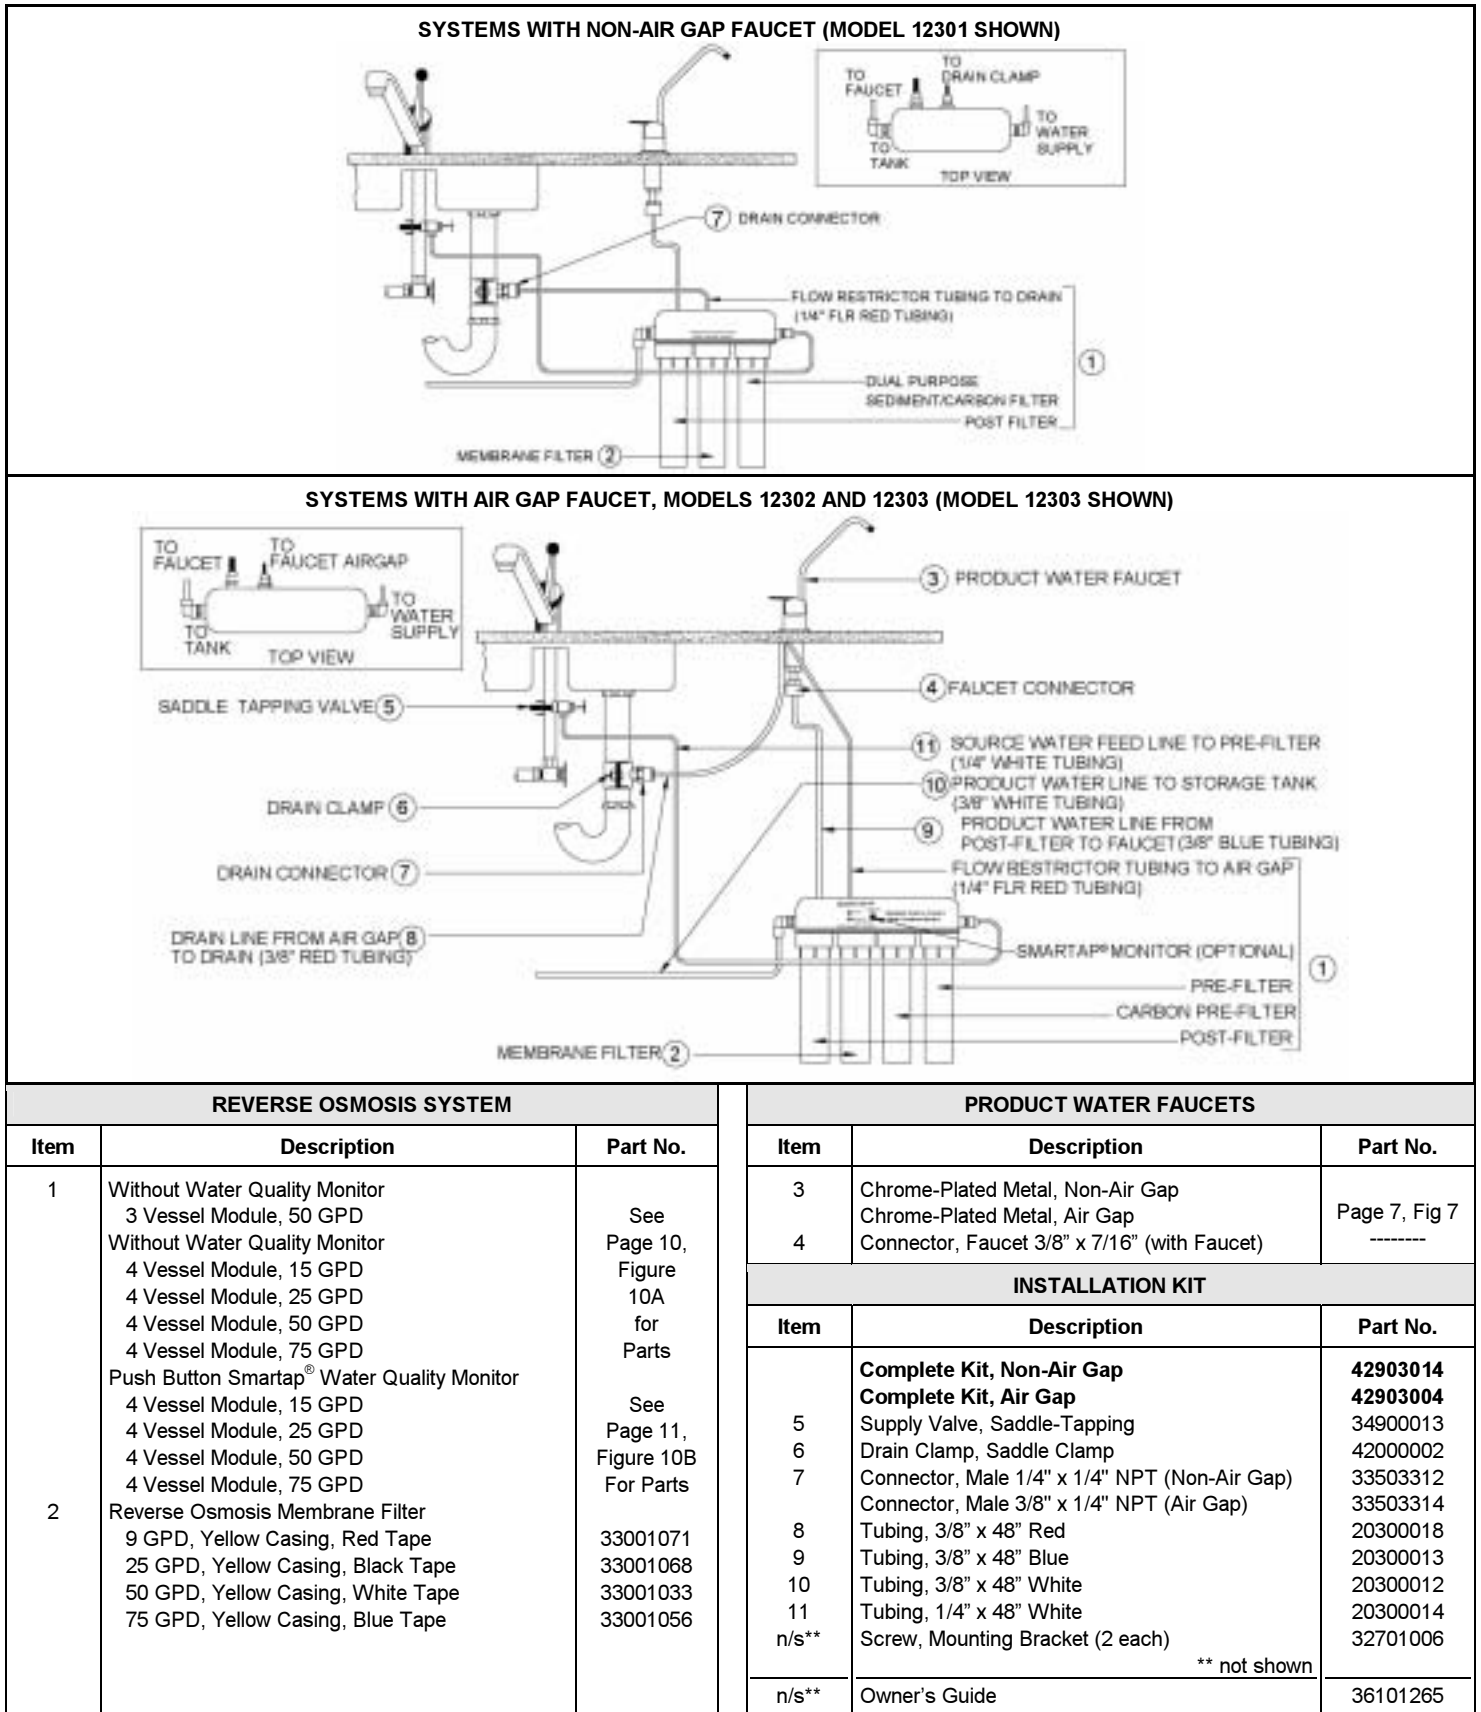 SYSTEMS WITH NON-AIR GAP FAUCET (MODEL 12301 SHOWN)
TO
FAUCET
TO
DRAIN CLAMP
TO
WATER
SUPPLY
TO
TANK
TOP VIEW
7 DRAIN CONNECTOR
FLOW RESTRICTOR TUBING TO DRAIN
(1/4" FLR RED TUBING)
1
DUAL PURPOSE
SEDIMENT/CARBON FILTER
POST FILTER
MEMBRANE FILTER 2
SYSTEMS WITH AIR GAP FAUCET, MODELS 12302 AND 12303 (MODEL 12303 SHOWN)
TO
FAUCET
TO
FAUCET AIRGAP
TO
WATER
SUPPLY
TO
TANK
TOP VIEW
3 PRODUCT WATER FAUCET
4 FAUCET CONNECTOR
SADDLE TAPPING VALVE 5
11 SOURCE WATER FEED LINE TO PRE-FILTER
(1/4" WHITE TUBING)
10 PRODUCT WATER LINE TO STORAGE TANK
(3/8" WHITE TUBING)
DRAIN CLAMP 6
9 PRODUCT WATER LINE FROM
POST-FILTER TO FAUCET (3/8" BLUE TUBING)
DRAIN CONNECTOR 7
FLOW RESTRICTOR TUBING TO AIR GAP
(1/4" FLR RED TUBING)
DRAIN LINE FROM AIR GAP 8
TO DRAIN (3/8" RED TUBING)
SMARTAP® MONITOR (OPTIONAL)
1
PRE-FILTER
CARBON PRE-FILTER
POST-FILTER
MEMBRANE FILTER 2
REVERSE OSMOSIS SYSTEM
Item Description Part No.
1 Without Water Quality Monitor
3 Vessel Module, 50 GPD See
Without Water Quality Monitor Page 10,
4 Vessel Module, 15 GPD Figure
4 Vessel Module, 25 GPD 10A
4 Vessel Module, 50 GPD for
4 Vessel Module, 75 GPD Parts
Push Button Smartap® Water Quality Monitor
4 Vessel Module, 15 GPD See
4 Vessel Module, 25 GPD Page 11,
4 Vessel Module, 50 GPD Figure 10B
4 Vessel Module, 75 GPD For Parts
2 Reverse Osmosis Membrane Filter
9 GPD, Yellow Casing, Red Tape 33001071
25 GPD, Yellow Casing, Black Tape 33001068
50 GPD, Yellow Casing, White Tape 33001033
75 GPD, Yellow Casing, Blue Tape 33001056
PRODUCT WATER FAUCETS
Item Description Part No.
3 Chrome-Plated Metal, Non-Air Gap
Chrome-Plated Metal, Air Gap Page 7, Fig 7
4 Connector, Faucet 3/8” x 7/16” (with Faucet) --------
INSTALLATION KIT
Item Description Part No.
Complete Kit, Non-Air Gap 42903014
Complete Kit, Air Gap 42903004
5 Supply Valve, Saddle-Tapping 34900013
6 Drain Clamp, Saddle Clamp 42000002
7 Connector, Male 1/4" x 1/4" NPT (Non-Air Gap) 33503312
Connector, Male 3/8" x 1/4" NPT (Air Gap) 33503314
8 Tubing, 3/8” x 48” Red 20300018
9 Tubing, 3/8” x 48” Blue 20300013
10 Tubing, 3/8” x 48” White 20300012
11 Tubing, 1/4” x 48” White 20300014
n/s** Screw, Mounting Bracket (2 each) 32701006
** not shown
n/s** Owner’s Guide 36101265